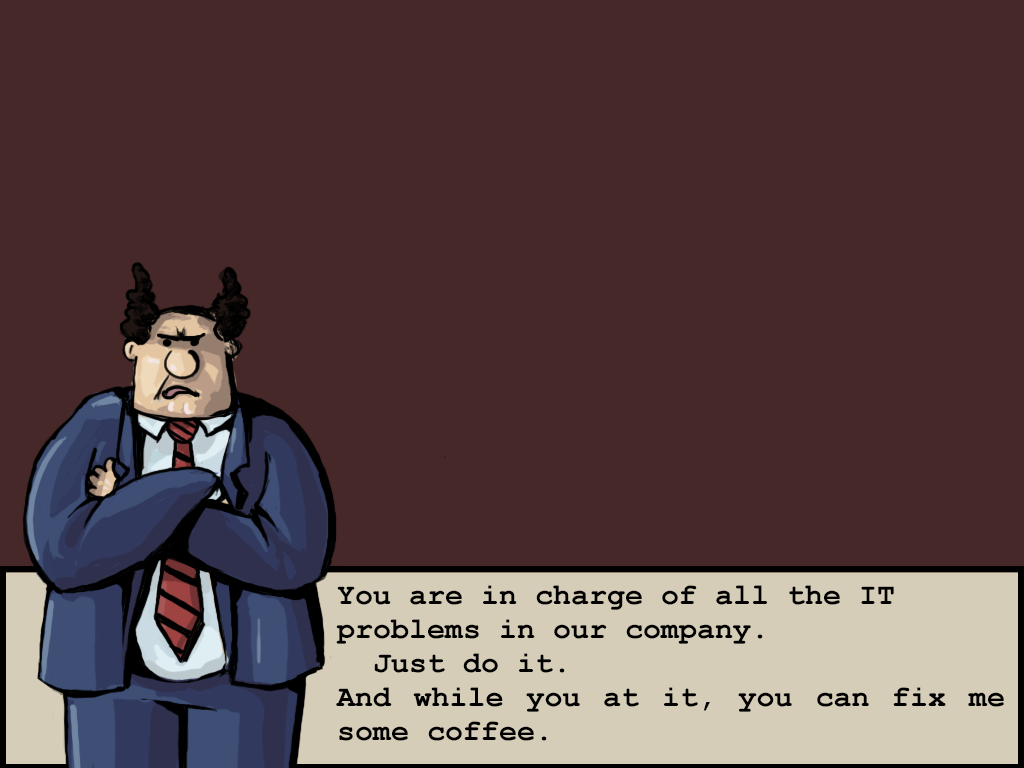 You are in charge of all the IT
problems in our company.
Just do it.
And while you at it, you can fix me
some coffee.